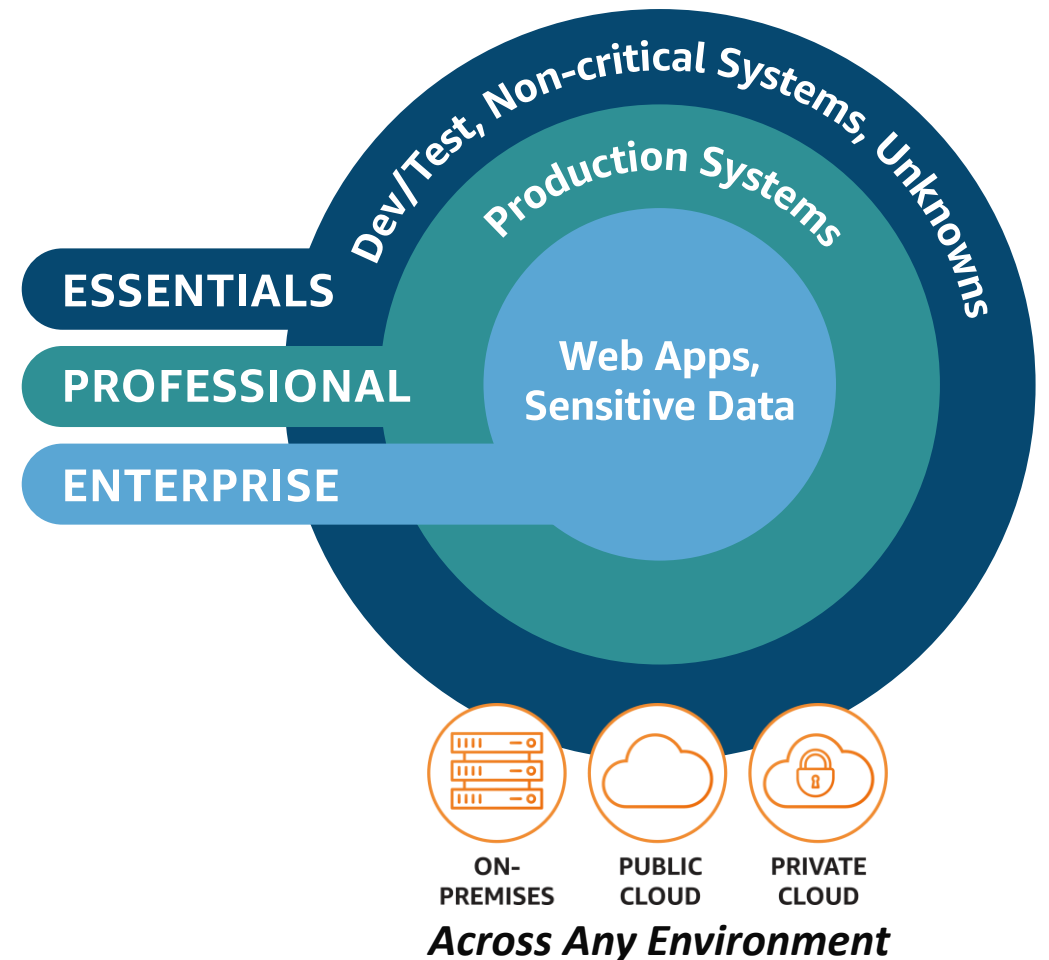 Dev/Test, Non-critical Systems, Unknowns
Production Systems
Web Apps,
Sensitive Data
ESSENTIALS
PROFESSIONAL
ENTERPRISE
ON-
PREMISES
PUBLIC
CLOUD
PRIVATE
CLOUD
Across Any Environment